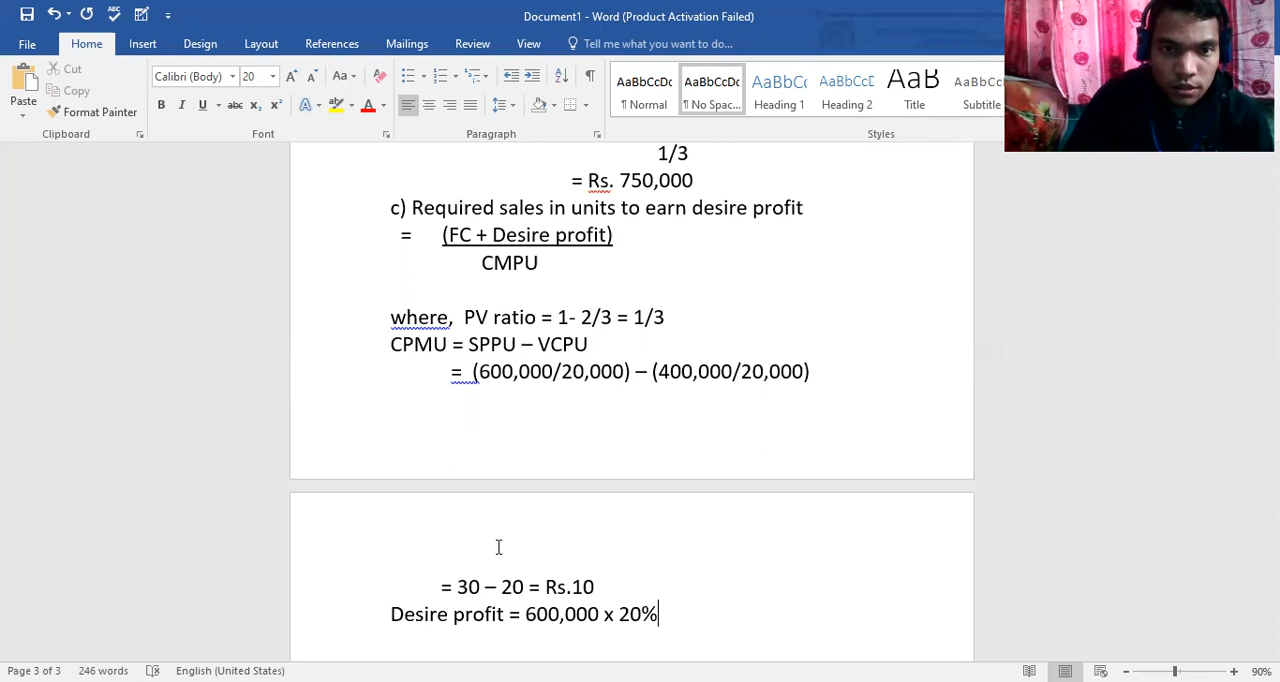 Document1 - Word (Product Activation Failed)
File Home Insert Design Layout References Mailings Review View Tell me what you want to do...
Paste
Cut
Copy
Format Painter
Clipboard
Calibri (Body) 20
Font
Paragraph
AaBbCcDc AaBbCcDc AaBbCc AaBbCcD AaB AaBbCcD
¶ Normal ¶ No Spac... Heading 1 Heading 2 Title Subtitle
Styles
1/3
= Rs. 750,000
c) Required sales in units to earn desire profit
= (FC + Desire profit)
CMPU
where, PV ratio = 1- 2/3 = 1/3
CPMU = SPPU – VCPU
= (600,000/20,000) – (400,000/20,000)
= 30 – 20 = Rs.10
Desire profit = 600,000 x 20%
Page 3 of 3 246 words English (United States) 90%